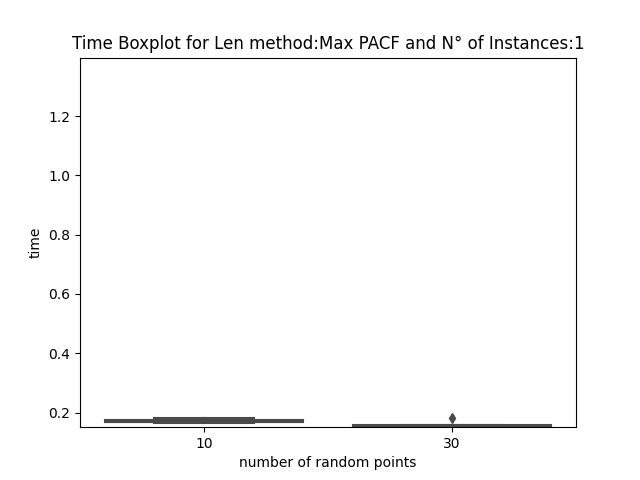 Time Boxplot for Len method:Max PACF and N° of Instances:1
1.2
1.0
0.8
time
0.6
0.4
0.2
10 30
number of random points